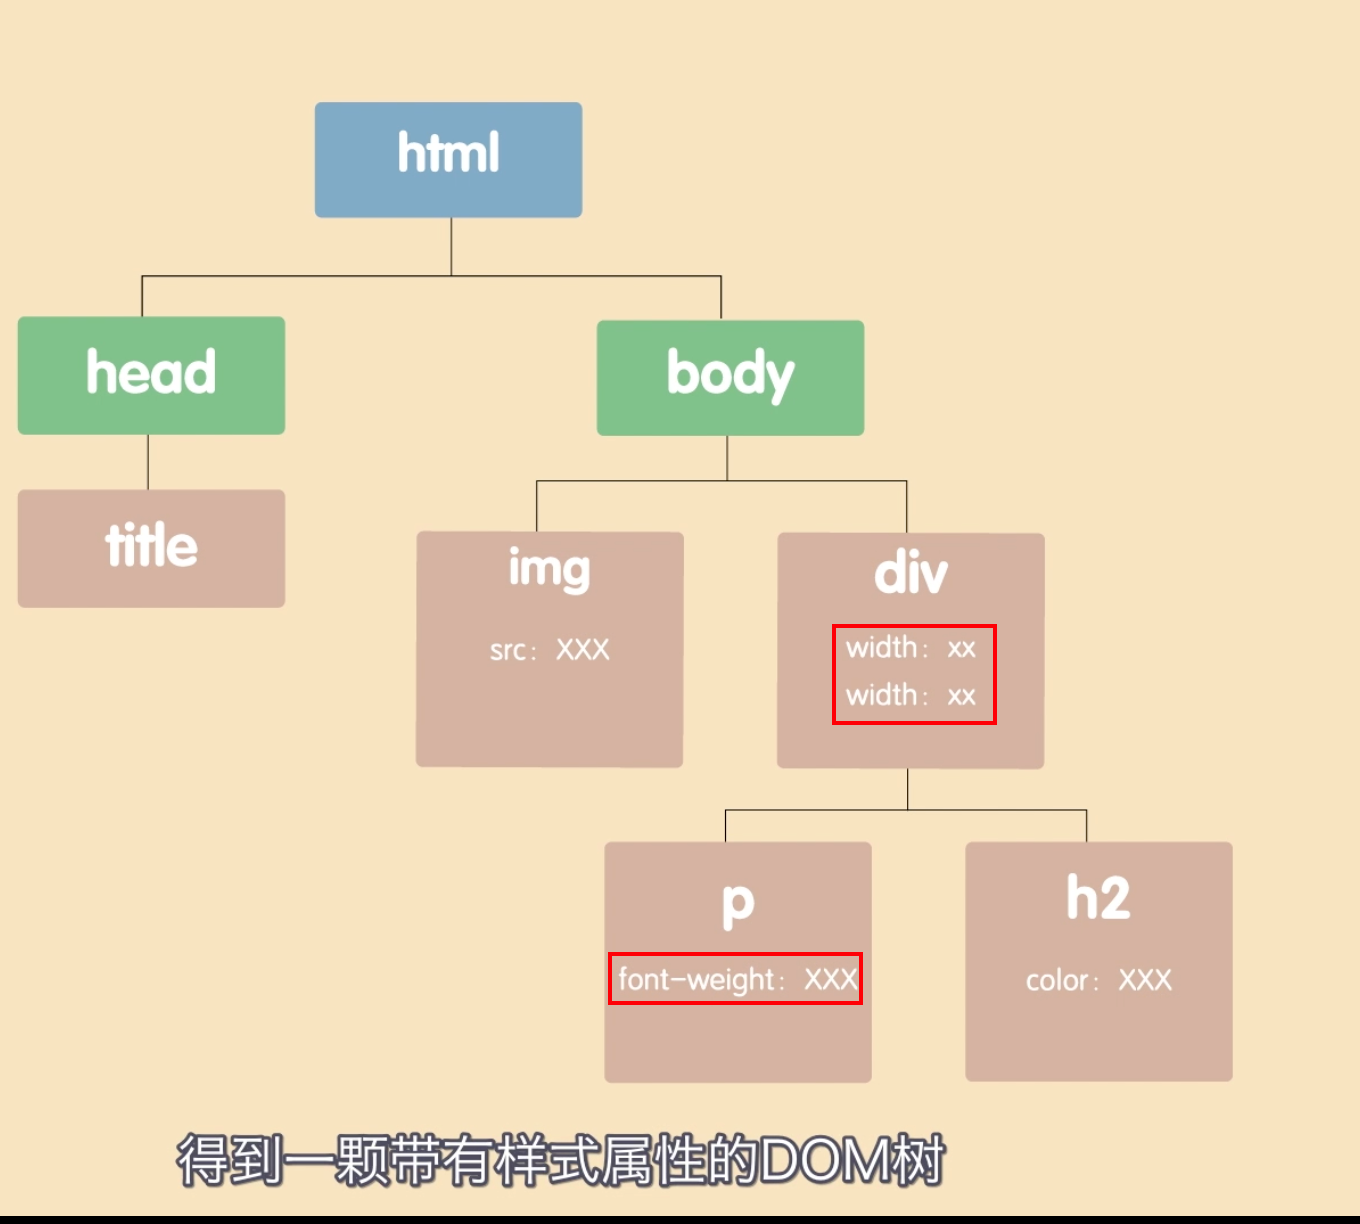 html
head
body
title
img
src: XXX
div
width: xx
width: xx
p
font-weight: XXX
h2
color: XXX
得到一颗带有样式属性的DOM树